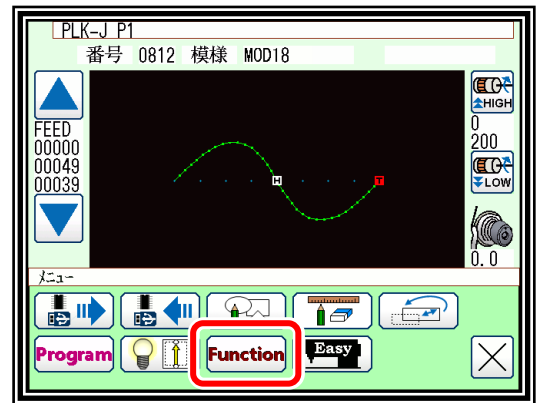 PLK-J P1
番号 0812 模様 MOD18
HIGH
FEED
00000
00049
00039
0
200
LOW
H
T
0.0
メニュー
Program
Function
Easy